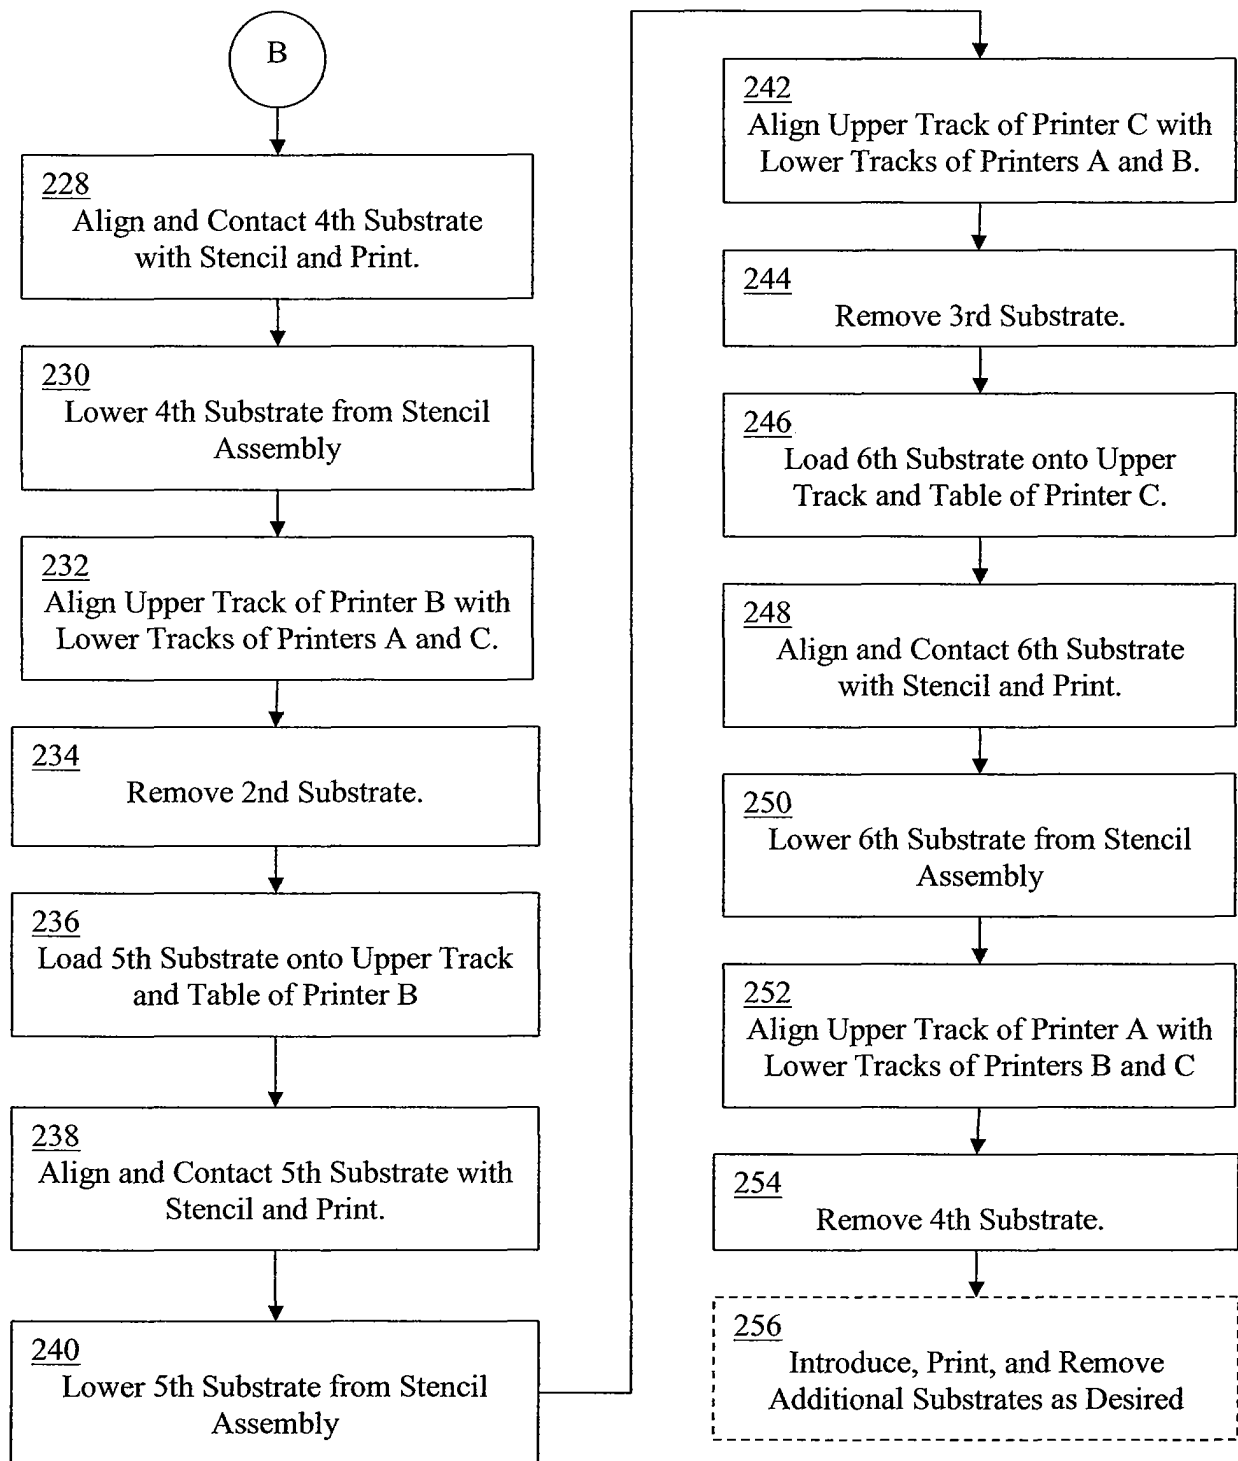 B
228
Align and Contact 4th Substrate
with Stencil and Print.
230
Lower 4th Substrate from Stencil
Assembly
232
Align Upper Track of Printer B with
Lower Tracks of Printers A and C.
234
Remove 2nd Substrate.
236
Load 5th Substrate onto Upper Track
and Table of Printer B
238
Align and Contact 5th Substrate with
Stencil and Print.
240
Lower 5th Substrate from Stencil
Assembly
242
Align Upper Track of Printer C with
Lower Tracks of Printers A and B.
244
Remove 3rd Substrate.
246
Load 6th Substrate onto Upper
Track and Table of Printer C.
248
Align and Contact 6th Substrate
with Stencil and Print.
250
Lower 6th Substrate from Stencil
Assembly
252
Align Upper Track of Printer A with
Lower Tracks of Printers B and C
254
Remove 4th Substrate.
256
Introduce, Print, and Remove
Additional Substrates as Desired